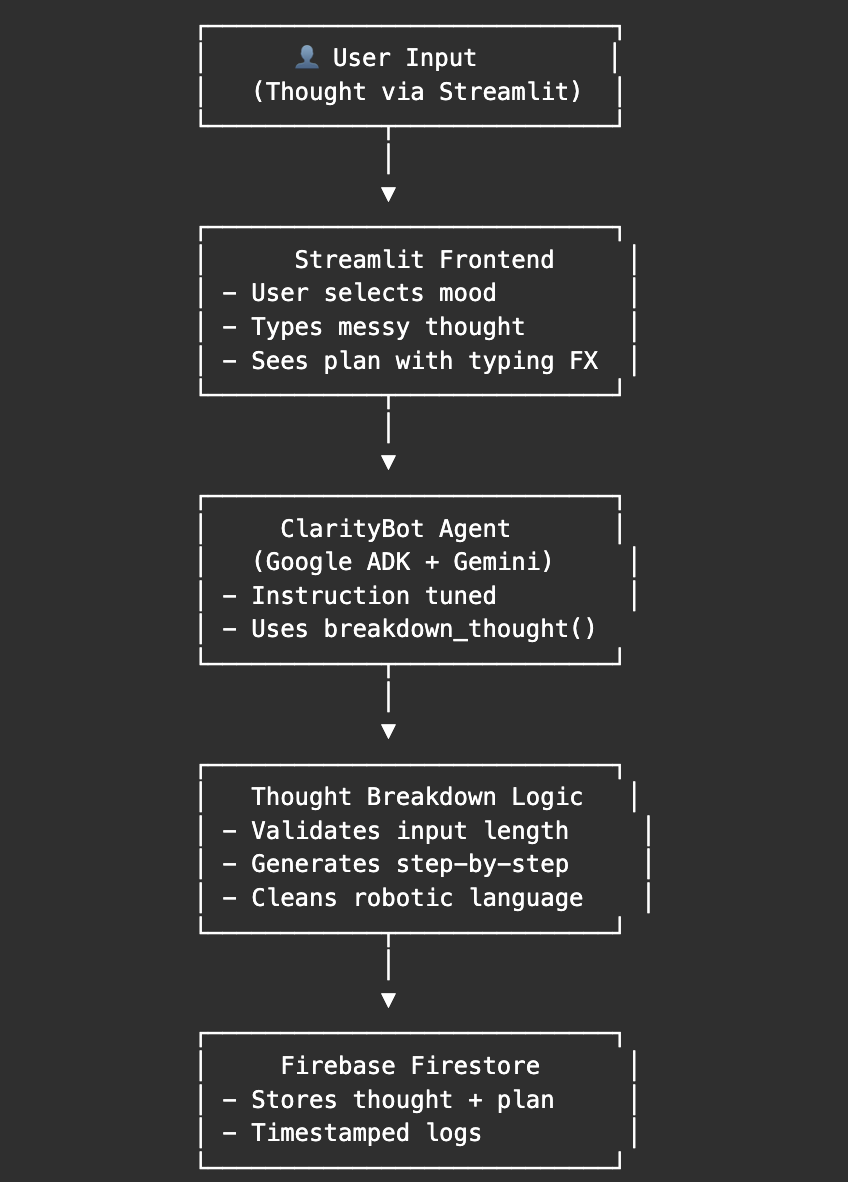 👤 User Input
(Thought via Streamlit)
Streamlit Frontend
- User selects mood
- Types messy thought
- Sees plan with typing FX
ClarityBot Agent
(Google ADK + Gemini)
- Instruction tuned
- Uses breakdown_thought()
Thought Breakdown Logic
- Validates input length
- Generates step-by-step
- Cleans robotic language
Firebase Firestore
- Stores thought + plan
- Timestamped logs